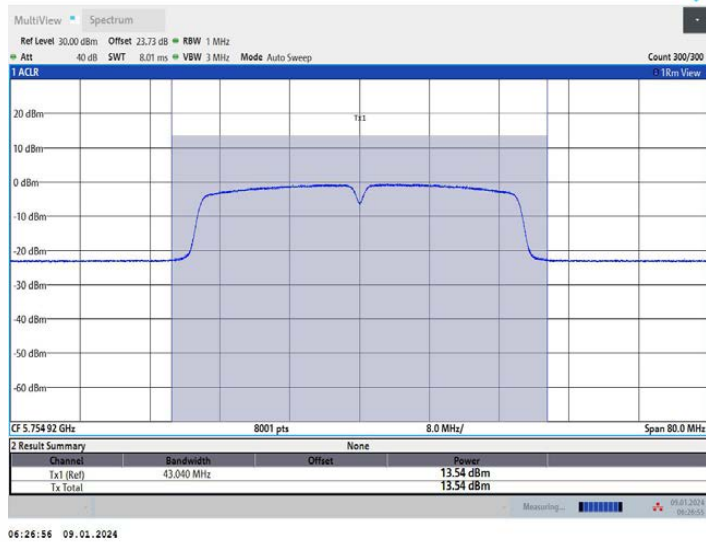 MultiView Spectrum
Ref Level 30.00 dBm Offset 23.73 dB RBW 1 MHz
Att 40 dB SWT 8.01 ms VBW 3 MHz Mode Auto Sweep Count 300/300
1 ACLR 1Rm View
Tx1
20 dBm
10 dBm
0 dBm
-10 dBm
-20 dBm
-30 dBm
-40 dBm
-50 dBm
-60 dBm
CF 5.754 92 GHz 8001 pts 8.0 MHz/ Span 80.0 MHz
2 Result Summary None
Channel Bandwidth Offset Power
Tx1 (Ref) 43.040 MHz 13.54 dBm
Tx Total 13.54 dBm
Measuring... 09.01.2024
06:26:55
06:26:56 09.01.2024